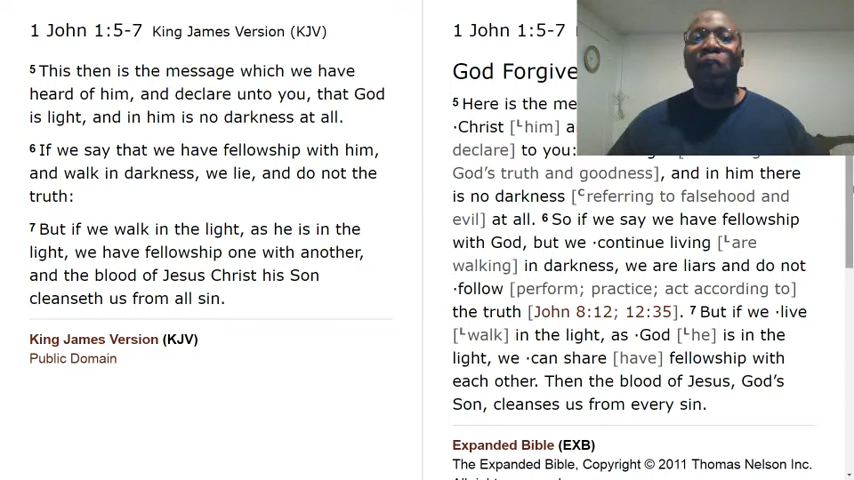 1 John 1:5-7 King James Version (KJV)
5 This then is the message which we have
heard of him, and declare unto you, that God
is light, and in him is no darkness at all.
6 If we say that we have fellowship with him,
and walk in darkness, we lie, and do not the
truth:
7 But if we walk in the light, as he is in the
light, we have fellowship one with another,
and the blood of Jesus Christ his Son
cleanseth us from all sin.
King James Version (KJV)
Public Domain
1 John 1:5-7
God Forgive
5 Here is the me
·Christ [Lhim] a
declare] to you:
God's truth and goodness], and in him there
is no darkness [Creferring to falsehood and
evil] at all. 6 So if we say we have fellowship
with God, but we ·continue living [Lare
walking] in darkness, we are liars and do not
·follow [perform; practice; act according to]
the truth [John 8:12; 12:35]. 7 But if we ·live
[Lwalk] in the light, as ·God [Lhe] is in the
light, we ·can share [have] fellowship with
each other. Then the blood of Jesus, God's
Son, cleanses us from every sin.
Expanded Bible (EXB)
The Expanded Bible, Copyright © 2011 Thomas Nelson Inc.